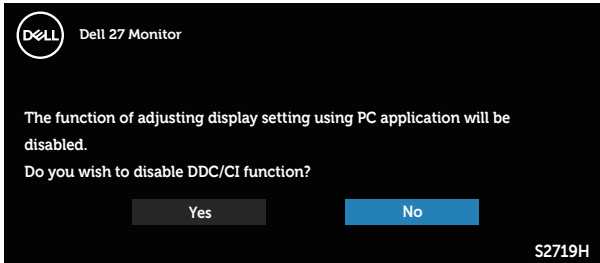 DELL
Dell 27 Monitor
The function of adjusting display setting using PC application will be
disabled.
Do you wish to disable DDC/CI function?
Yes
No
S2719H